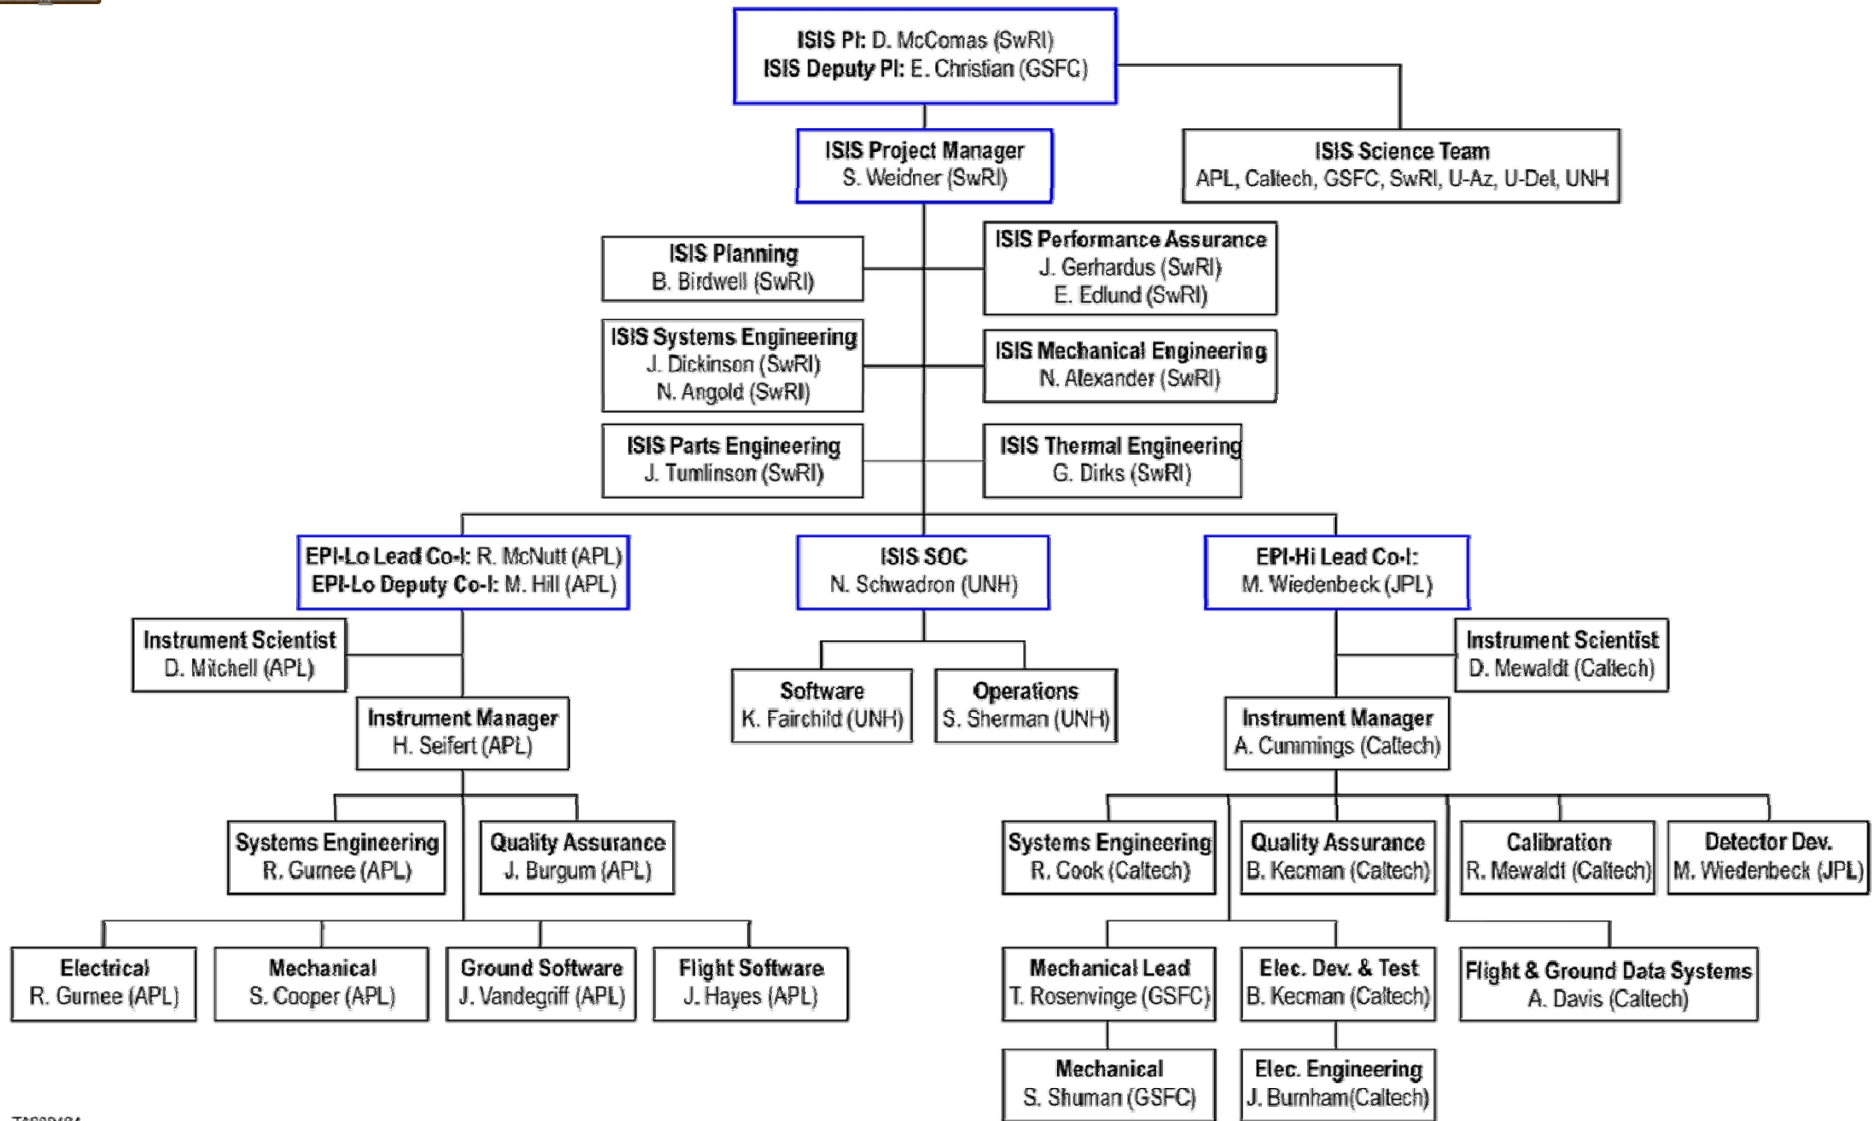 ISIS PI: D. McComas (SwRI)
ISIS Deputy PI: E. Christian (GSFC)
ISIS Project Manager
S. Weidner (SwRI)
ISIS Science Team
APL, Caltech, GSFC, SwRI, U-Az, U-Del, UNH
ISIS Planning
B. Birdwell (SwRI)
ISIS Performance Assurance
J. Gerhardus (SwRI)
E. Edlund (SwRI)
ISIS Systems Engineering
J. Dickinson (SwRI)
N. Angold (SwRI)
ISIS Mechanical Engineering
N. Alexander (SwRI)
ISIS Parts Engineering
J. Tumlinson (SwRI)
ISIS Thermal Engineering
G. Dirks (SwRI)
EPI-Lo Lead Co-I: R. McNutt (APL)
EPI-Lo Deputy Co-I: M. Hill (APL)
ISIS SOC
N. Schwadron (UNH)
EPI-Hi Lead Co-I:
M. Wiedenbeck (JPL)
Instrument Scientist
D. Mitchell (APL)
Instrument Scientist
D. Mewaldt (Caltech)
Software
K. Fairchild (UNH)
Operations
S. Sherman (UNH)
Instrument Manager
H. Seifert (APL)
Instrument Manager
A. Cummings (Caltech)
Systems Engineering
R. Gurnee (APL)
Quality Assurance
J. Burgum (APL)
Systems Engineering
R. Cook (Caltech)
Quality Assurance
B. Kecman (Caltech)
Calibration
R. Mewaldt (Caltech)
Detector Dev.
M. Wiedenbeck (JPL)
Electrical
R. Gurnee (APL)
Mechanical
S. Cooper (APL)
Ground Software
J. Vandegriff (APL)
Flight Software
J. Hayes (APL)
Mechanical Lead
T. Rosenvinge (GSFC)
Elec. Dev. & Test
B. Kecman (Caltech)
Flight & Ground Data Systems
A. Davis (Caltech)
Mechanical
S. Shuman (GSFC)
Elec. Engineering
J. Burnham(Caltech)